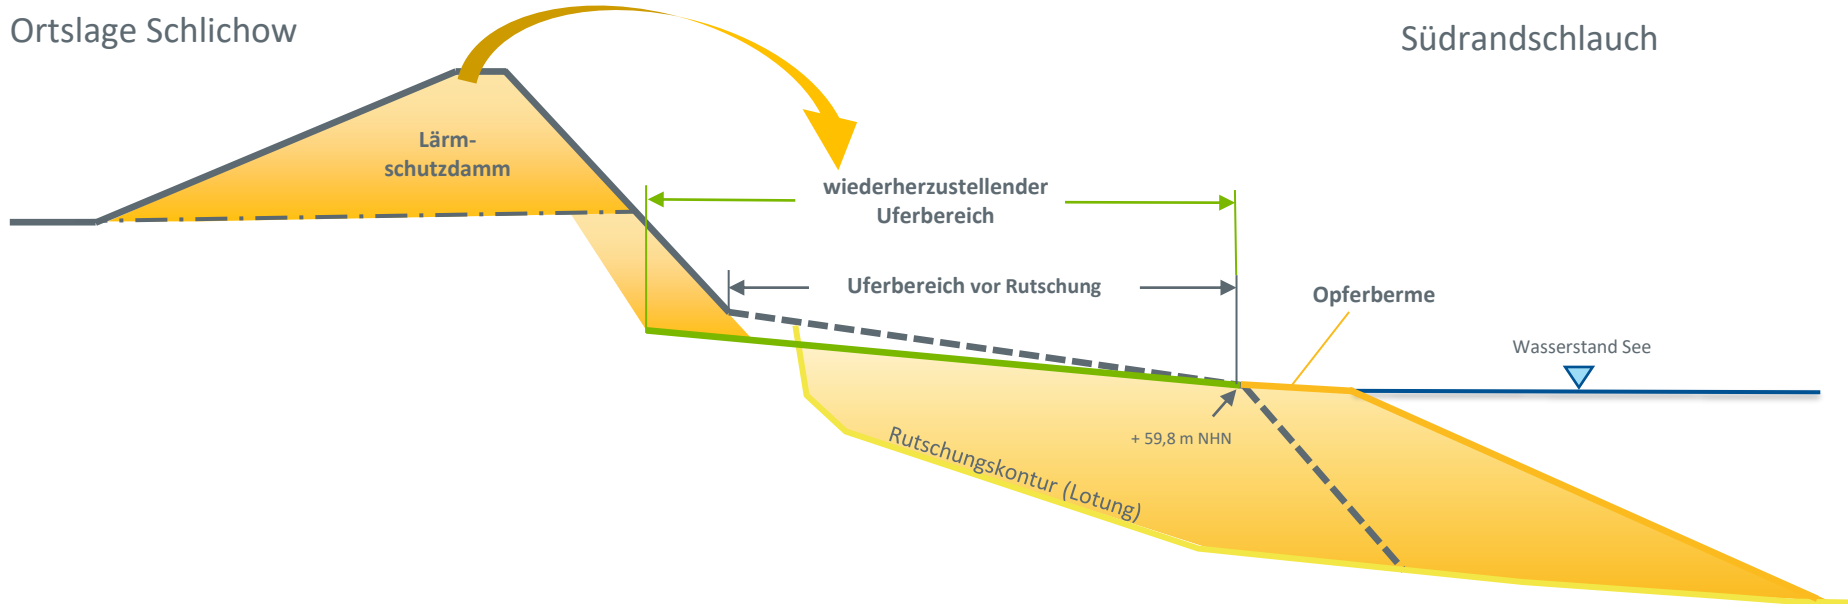 Ortslage Schlichow
Südrandschlauch
Lärm-
schutzdamm
wiederherzustellender
Uferbereich
Uferbereich vor Rutschung
Opferberme
Wasserstand See
+ 59,8 m NHN
Rutschungskontur (Lotung)